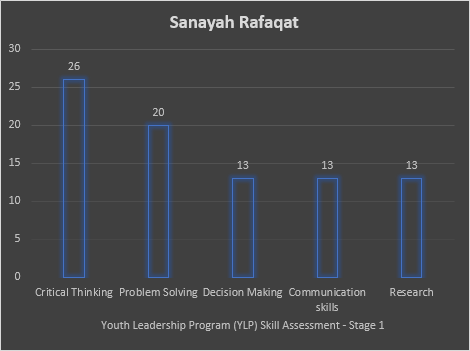 Sanayah Rafaqat
30
25
20
15
10
5
0
26
20
13
13
13
Critical Thinking
Problem Solving
Decision Making
Communication
skills
Research
Youth Leadership Program (YLP) Skill Assessment - Stage 1